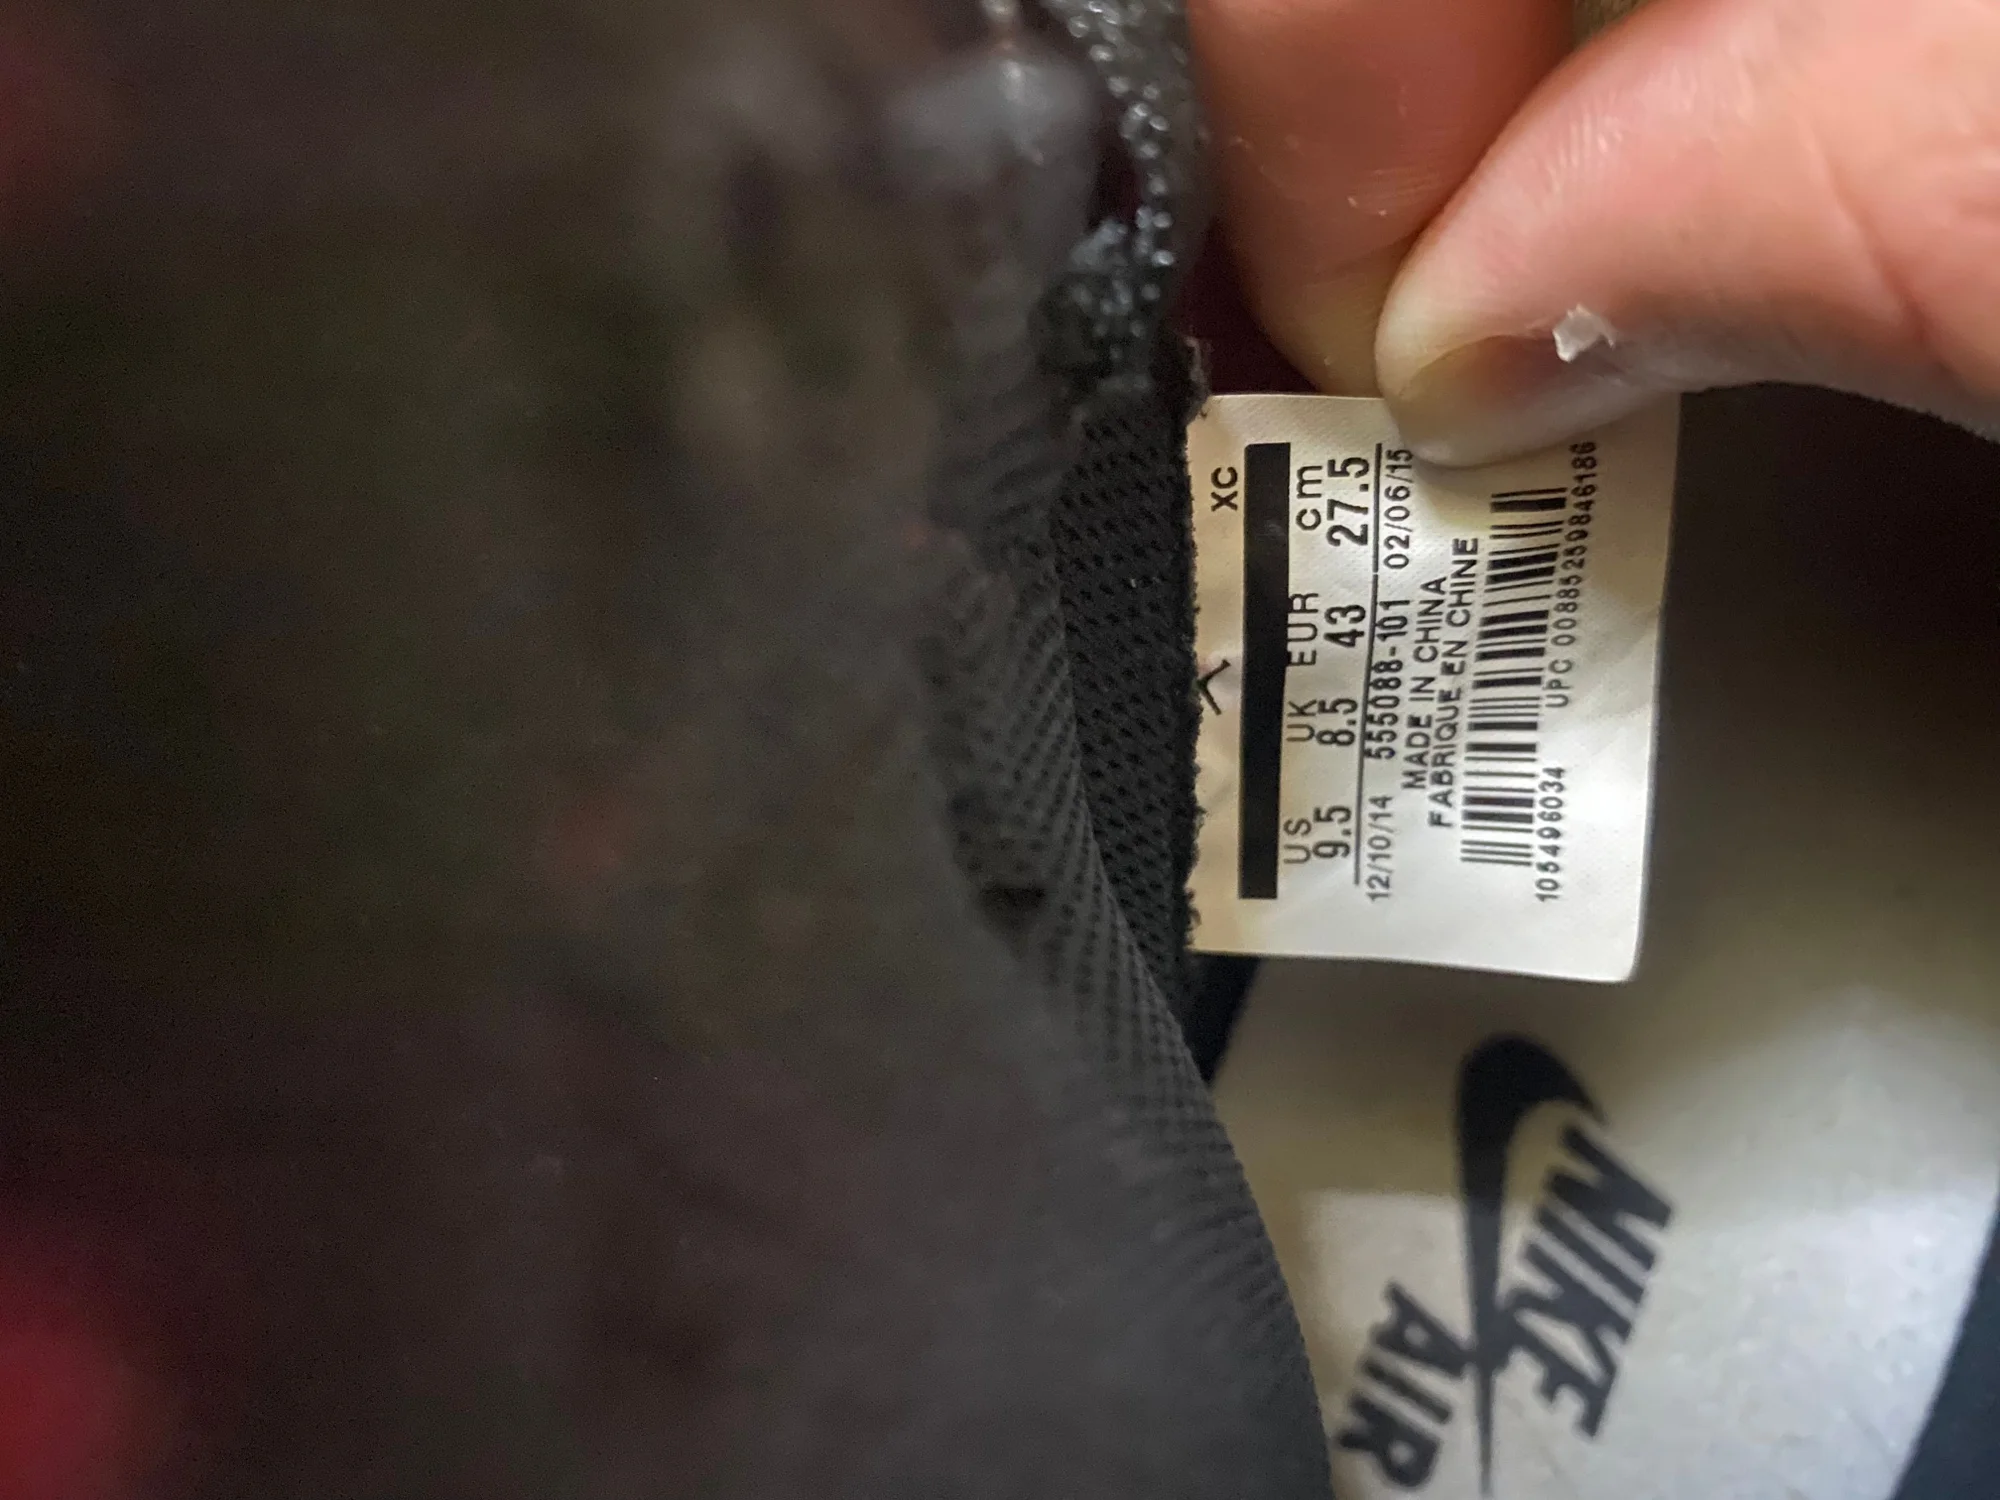 XC
US UK EUR cm
9.5 8.5 43 27.5
12/10/14 555088-101 02/06/15
MADE IN CHINA
FABRIQUE EN CHINE
105496034 UPC 00885259846186
NIKE
AIR